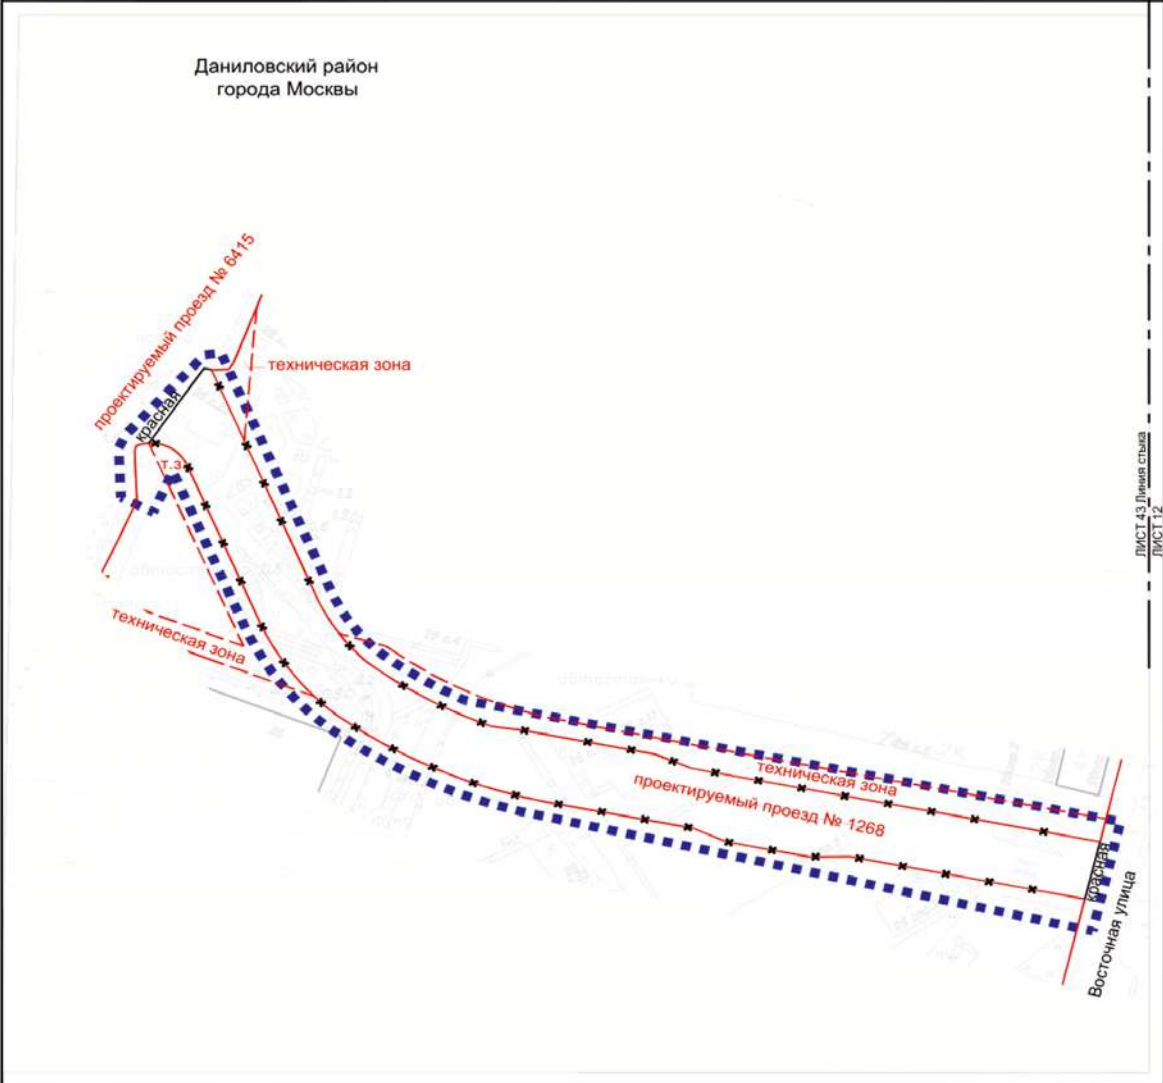 Даниловский район
города Москвы
проектируемый проезд № 6415
техническая зона
красная
т.з.
ЛИСТ 43 Линия стыка
ЛИСТ 12
техническая зона
техническая зона
проектируемый проезд № 1268
красная
Восточная улица